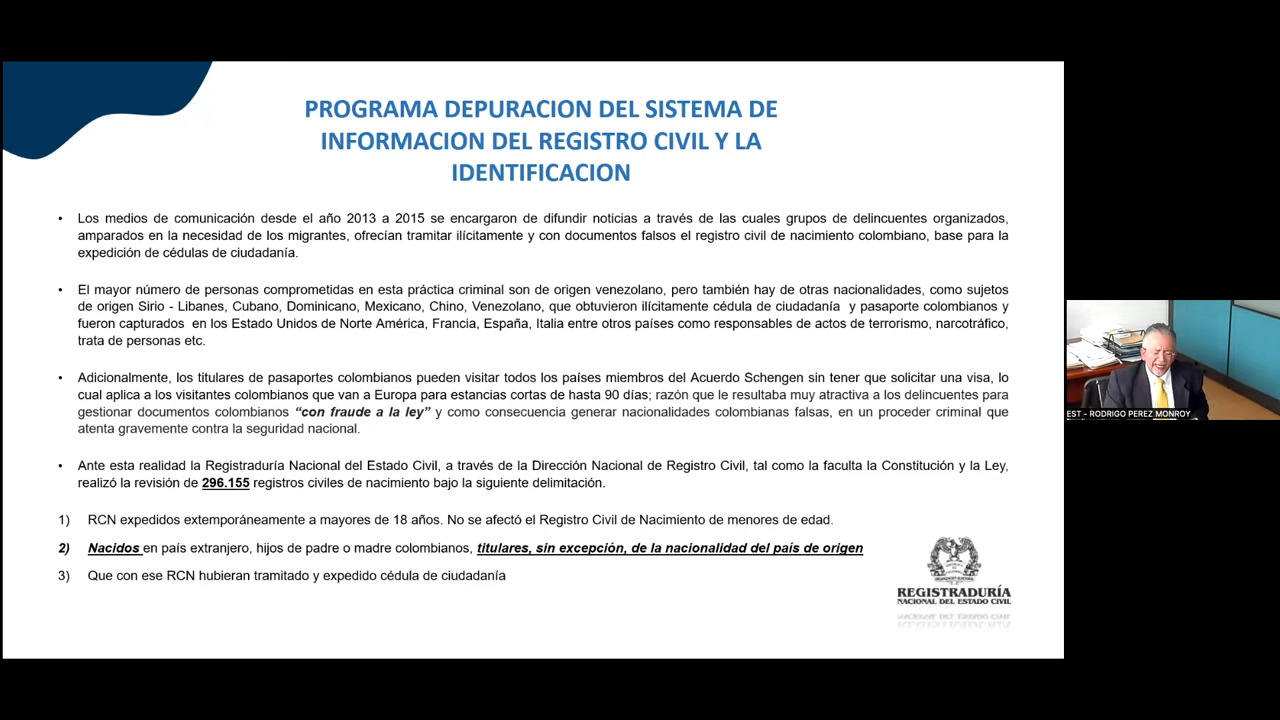 PROGRAMA DEPURACION DEL SISTEMA DE
INFORMACION DEL REGISTRO CIVIL Y LA
IDENTIFICACION
• Los medios de comunicación desde el año 2013 a 2015 se encargaron de difundir noticias a través de las cuales grupos de delincuentes organizados,
amparados en la necesidad de los migrantes, ofrecían tramitar ilícitamente y con documentos falsos el registro civil de nacimiento colombiano, base para la
expedición de cédulas de ciudadanía.
• El mayor número de personas comprometidas en esta práctica criminal son de origen venezolano, pero también hay de otras nacionalidades, como sujetos
de origen Sirio - Libanes, Cubano, Dominicano, Mexicano, Chino, Venezolano, que obtuvieron ilícitamente cédula de ciudadanía y pasaporte colombianos y
fueron capturados en los Estado Unidos de Norte América, Francia, España, Italia entre otros países como responsables de actos de terrorismo, narcotráfico,
trata de personas etc.
• Adicionalmente, los titulares de pasaportes colombianos pueden visitar todos los países miembros del Acuerdo Schengen sin tener que solicitar una visa, lo
cual aplica a los visitantes colombianos que van a Europa para estancias cortas de hasta 90 días; razón que le resultaba muy atractiva a los delincuentes para
gestionar documentos colombianos “con fraude a la ley” y como consecuencia generar nacionalidades colombianas falsas, en un proceder criminal que
atenta gravemente contra la seguridad nacional.
• Ante esta realidad la Registraduría Nacional del Estado Civil, a través de la Dirección Nacional de Registro Civil, tal como la faculta la Constitución y la Ley,
realizó la revisión de 296.155 registros civiles de nacimiento bajo la siguiente delimitación.
1) RCN expedidos extemporáneamente a mayores de 18 años. No se afectó el Registro Civil de Nacimiento de menores de edad.
2) Nacidos en país extranjero, hijos de padre o madre colombianos, titulares, sin excepción, de la nacionalidad del país de origen
3) Que con ese RCN hubieran tramitado y expedido cédula de ciudadanía
REGISTRADURÍA
NACIONAL DEL ESTADO CIVIL
EST - RODRIGO PEREZ MONROY